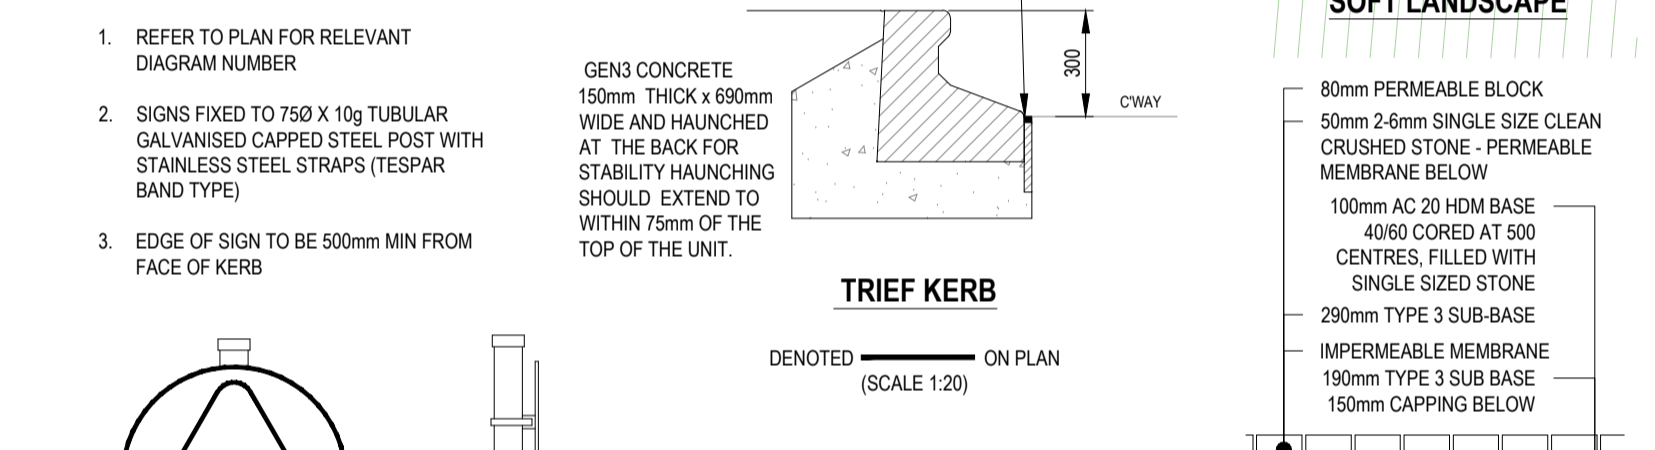 1. REFER TO PLAN FOR RELEVANT
DIAGRAM NUMBER
2. SIGNS FIXED TO 75Ø X 10g TUBULAR
GALVANISED CAPPED STEEL POST WITH
STAINLESS STEEL STRAPS (TESPAR
BAND TYPE)
3. EDGE OF SIGN TO BE 500mm MIN FROM
FACE OF KERB
GEN3 CONCRETE
150mm THICK x 690mm
WIDE AND HAUNCHED
AT THE BACK FOR
STABILITY HAUNCHING
SHOULD EXTEND TO
WITHIN 75mm OF THE
TOP OF THE UNIT.
300
C'WAY
TRIEF KERB
DENOTED ON PLAN
(SCALE 1:20)
SOFT LANDSCAPE
80mm PERMEABLE BLOCK
50mm 2-6mm SINGLE SIZE CLEAN
CRUSHED STONE - PERMEABLE
MEMBRANE BELOW
100mm AC 20 HDM BASE
40/60 CORED AT 500
CENTRES, FILLED WITH
SINGLE SIZED STONE
290mm TYPE 3 SUB-BASE
IMPERMEABLE MEMBRANE
190mm TYPE 3 SUB BASE
150mm CAPPING BELOW